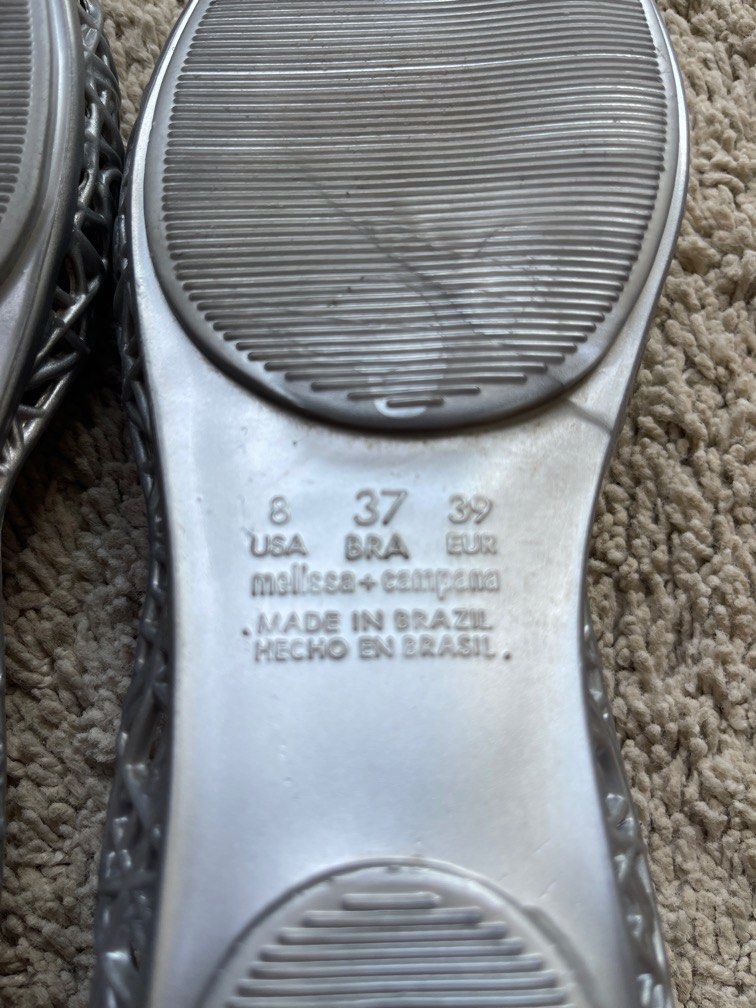 8 37 39
USA BRA EUR
melissa+campana
MADE IN BRAZIL
HECHO EN BRASIL.